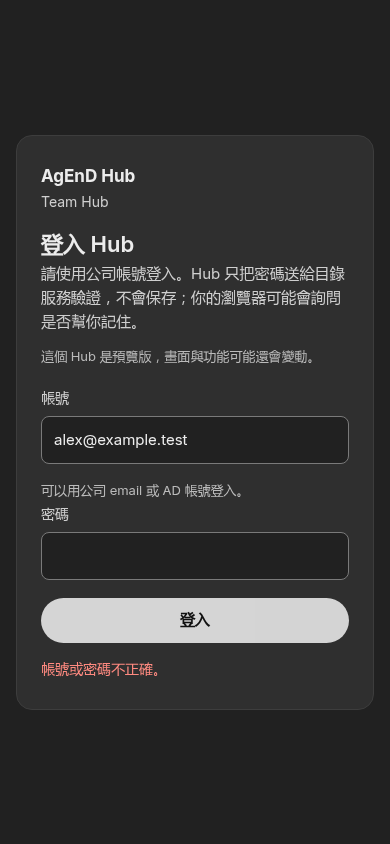 AgEnD Hub
Team Hub
登入 Hub
請使用公司帳號登入。Hub 只把密碼送給目錄
服務驗證，不會保存；你的瀏覽器可能會詢問
是否幫你記住。
這個 Hub 是預覽版，畫面與功能可能還會變動。
帳號
alex@example.test
可以用公司 email 或 AD 帳號登入。
密碼
登入
帳號或密碼不正確。